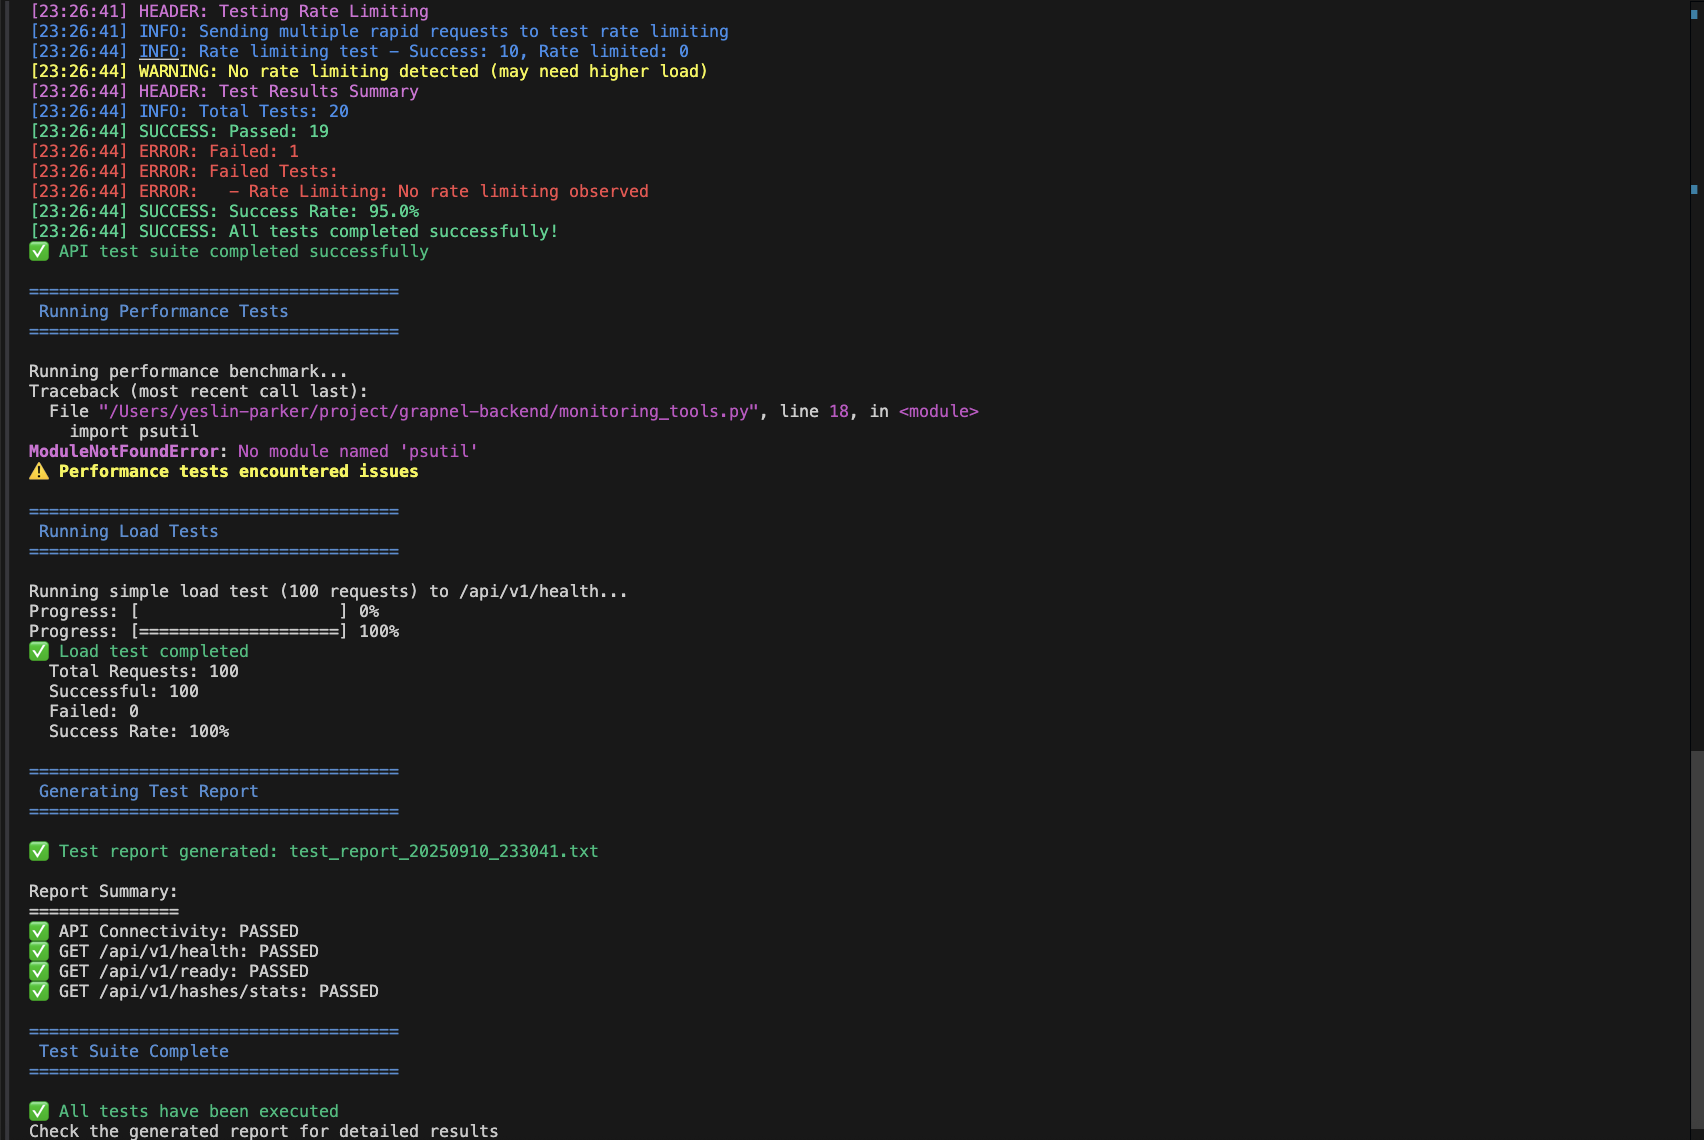 [23:26:41] HEADER: Testing Rate Limiting
[23:26:41] INFO: Sending multiple rapid requests to test rate limiting
[23:26:44] INFO: Rate limiting test – Success: 10, Rate limited: 0
[23:26:44] WARNING: No rate limiting detected (may need higher load)
[23:26:44] HEADER: Test Results Summary
[23:26:44] INFO: Total Tests: 20
[23:26:44] SUCCESS: Passed: 19
[23:26:44] ERROR: Failed: 1
[23:26:44] ERROR: Failed Tests:
[23:26:44] ERROR:   – Rate Limiting: No rate limiting observed
[23:26:44] SUCCESS: Success Rate: 95.0%
[23:26:44] SUCCESS: All tests completed successfully!
✅ API test suite completed successfully
=====================================
Running Performance Tests
=====================================
Running performance benchmark...
Traceback (most recent call last):
  File "/Users/yeslin-parker/project/grapnel-backend/monitoring_tools.py", line 18, in <module>
    import psutil
ModuleNotFoundError: No module named 'psutil'
⚠️ Performance tests encountered issues
=====================================
Running Load Tests
=====================================
Running simple load test (100 requests) to /api/v1/health...
Progress: [                    ] 0%
Progress: [====================] 100%
✅ Load test completed
  Total Requests: 100
  Successful: 100
  Failed: 0
  Success Rate: 100%
=====================================
Generating Test Report
=====================================
✅ Test report generated: test_report_20250910_233041.txt
Report Summary:
===============
✅ API Connectivity: PASSED
✅ GET /api/v1/health: PASSED
✅ GET /api/v1/ready: PASSED
✅ GET /api/v1/hashes/stats: PASSED
=====================================
Test Suite Complete
=====================================
✅ All tests have been executed
Check the generated report for detailed results